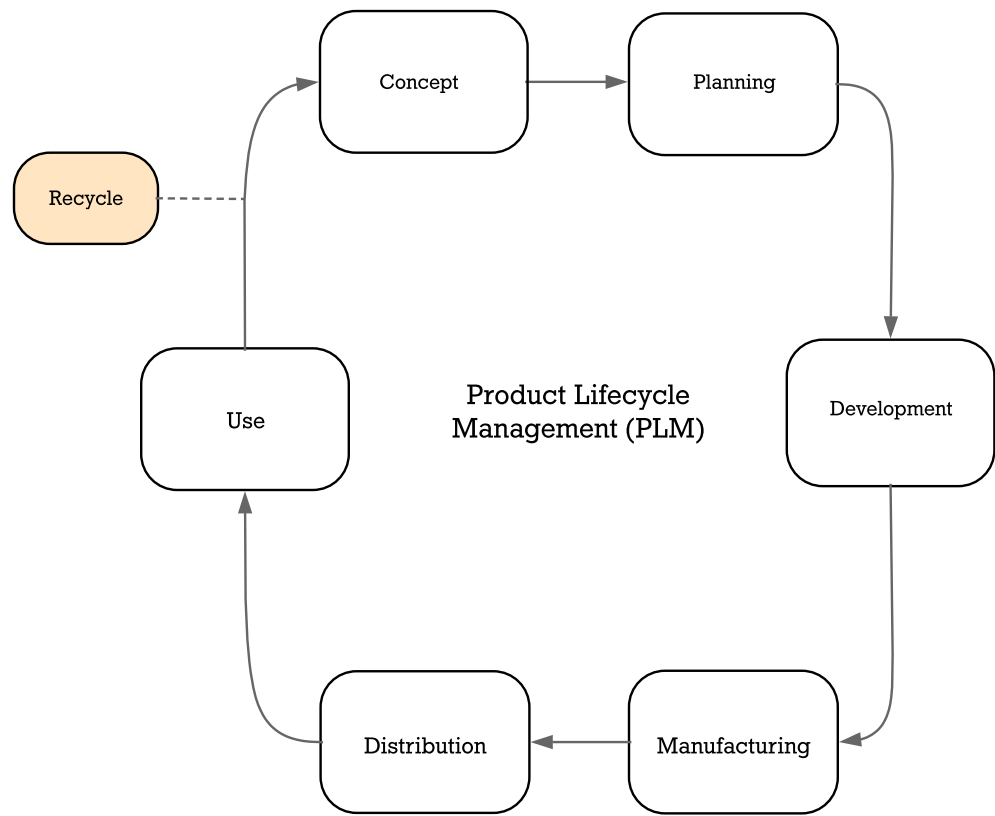 Concept
Planning
Recycle
Product Lifecycle
Management (PLM)
Development
Use
Distribution
Manufacturing